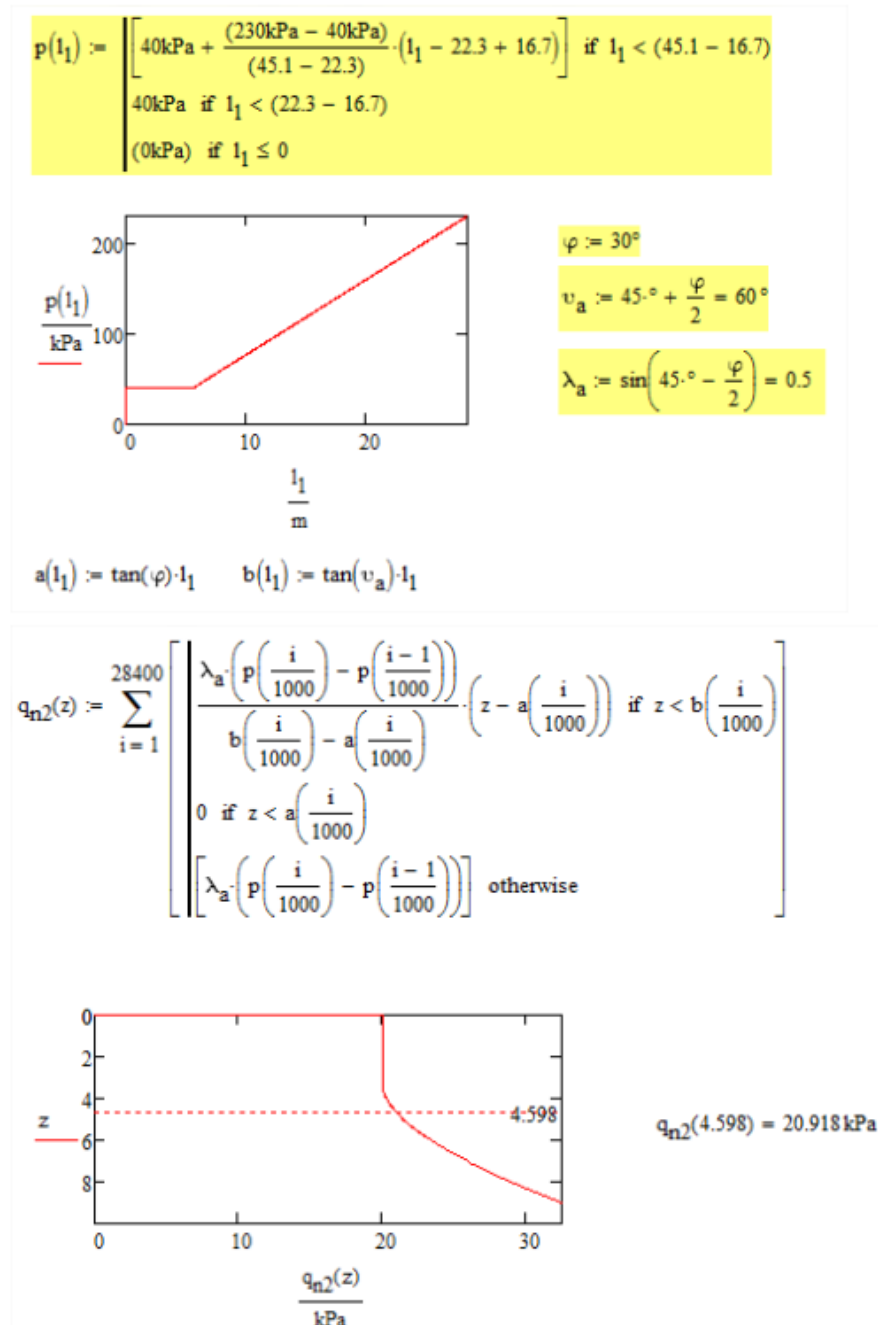 p(l₁) := [40kPa + (230kPa − 40kPa)/(45.1 − 22.3)·(l₁ − 22.3 + 16.7)] if l₁ < (45.1 − 16.7)
40kPa if l₁ < (22.3 − 16.7)
(0kPa) if l₁ ≤ 0
200
100
0
p(l₁)/kPa
0 10 20
l₁/m
φ := 30°
υₐ := 45·° + φ/2 = 60°
λₐ := sin(45·° − φ/2) = 0.5
a(l₁) := tan(φ)·l₁ b(l₁) := tan(υₐ)·l₁
qₙ₂(z) := ∑ i = 1 28400 [λₐ·(p(i/1000) − p((i − 1)/1000))/(b(i/1000) − a(i/1000))·(z − a(i/1000)) if z < b(i/1000)
0 if z < a(i/1000)
[λₐ·(p(i/1000) − p((i − 1)/1000))] otherwise]
0
2
4
6
8
z
4.598
0 10 20 30
qₙ₂(z)/kPa
qₙ₂(4.598) = 20.918 kPa